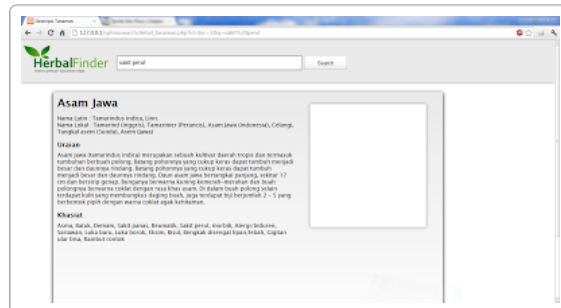 Deskripsi Tanaman
HerbalFinder
sakit perut
Search
Asam Jawa
Nama Latin : Tamarindus indica, Linn.
Nama Lokal : Tamarind (Inggris), Tamarinier (Perancis), Asam Jawa (Indonesia), Celangi,
Tangkal asem (Sunda), Asem (Jawa)
Uraian
Asam jawa (tamarindus indica) merupakan sebuah kultivar daerah tropis dan termasuk
tumbuhan berbuah polong. Batang pohonnya yang cukup keras dapat tumbuh menjadi
besar dan daunnya rindang. Batang pohonnya yang cukup keras dapat tumbuh
menjadi besar dan daunnya rindang. Daun asam jawa bertangkai panjang, sekitar 17
cm dan bersirip genap. Bunganya berwarna kuning kemerah-merahan dan buah
polongnya berwarna coklat dengan rasa khas asam. Di dalam buah polong selain
terdapat kulit yang membungkus daging buah, juga terdapat biji berjumlah 2 - 5 yang
berbentuk pipih dengan warna coklat agak kehitaman.
Khasiat
Asma, Batuk, Demam, Sakit panas, Reumatik, Sakit perut, morbili, Alergi/biduren,
Sariawan, Luka baru, Luka borok, Eksim, Bisul, Bengkak disengat lipan/lebah, Gigitan
ular bisa, Rambut rontok